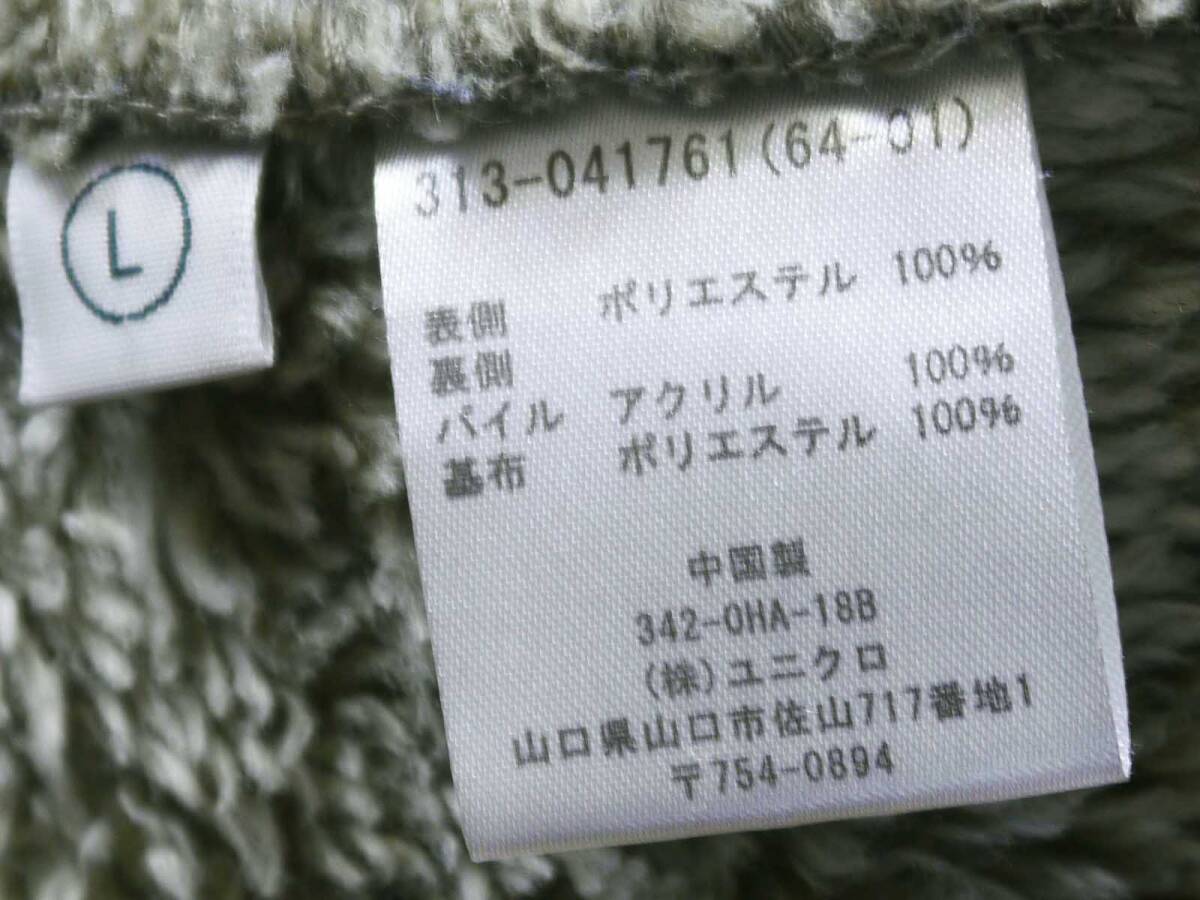 L
313-041761(64-01)
表側 ポリエステル 100%
裏側
パイル アクリル 100%
基布 ポリエステル 100%
中国製
342-0HA-18B
(株)ユニクロ
山口県山口市佐山717番地1
〒754-0894